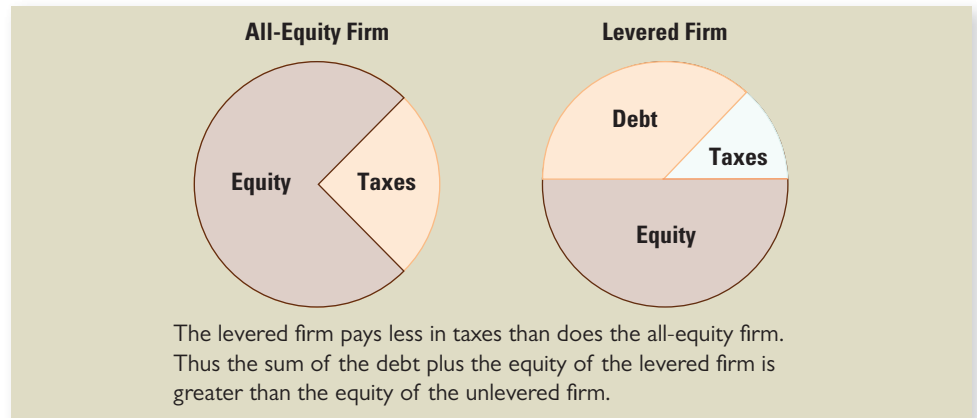 All-Equity Firm
Levered Firm
Equity
Taxes
Debt
Taxes
Equity
The levered firm pays less in taxes than does the all-equity firm.
Thus the sum of the debt plus the equity of the levered firm is
greater than the equity of the unlevered firm.